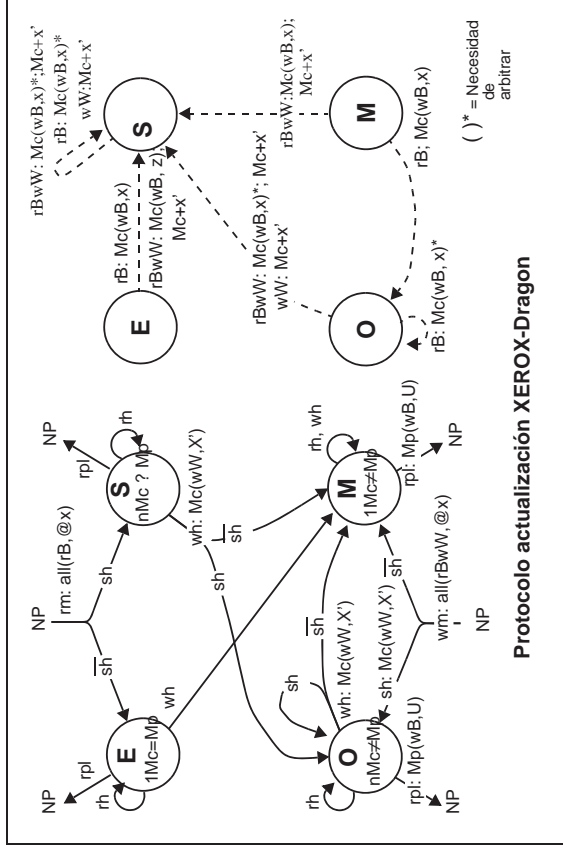 NP
rm: all(rB,@x)
NP
rpl
sh
sh
rpl
NP
rh
E
1Mc=Mp
wh
S
nMc ? Mp
rh
wh: Mc(wW,X')
sh
sh
rh
O
nMc≠Mp
sh
wh: Mc(wW,X')
sh
M
1Mc≠Mp
rh, wh
rpl: Mp(wB,U)
NP
sh: Mc(wW,X')
sh
rpl: Mp(wB,U)
NP
wm: all(rBwW,@x)
NP
E
rB: Mc(wB,x)
rBwW: Mc(wB, z);
Mc+x'
S
rBwW: Mc(wB,x)*;Mc+x'
rB: Mc(wB,x)*
wW:Mc+x'
rBwW: Mc(wB,x)*; Mc+x'
wW: Mc+x'
rBwW:Mc(wB,x);
Mc+x'
O
rB: Mc(wB, x)*
M
rB; Mc(wB,x)
( )* = Necesidad
de
arbitrar
Protocolo actualización XEROX-Dragon